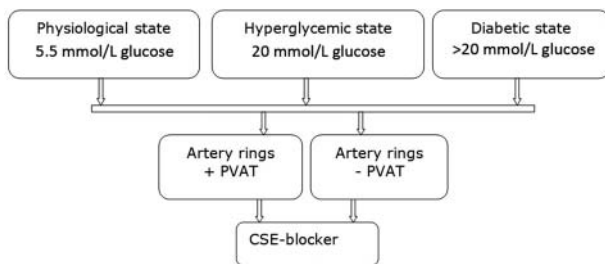 Physiological state
5.5 mmol/L glucose
Hyperglycemic state
20 mmol/L glucose
Diabetic state
>20 mmol/L glucose
Artery rings
+ PVAT
Artery rings
- PVAT
CSE-blocker